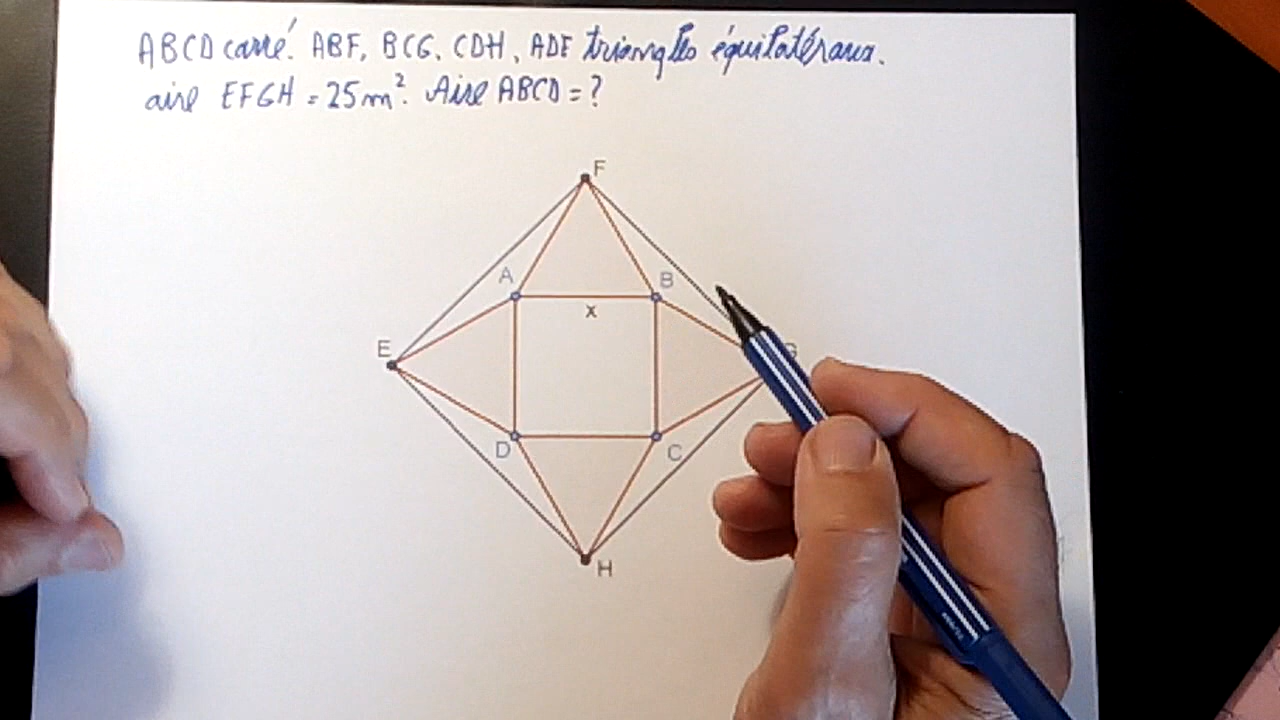 ABCD carré. ABF, BCG, CDH, ADE triangles équilatéraux.
aire EFGH = 25 m². Aire ABCD = ?
F
A
B
x
E
G
D
C
H